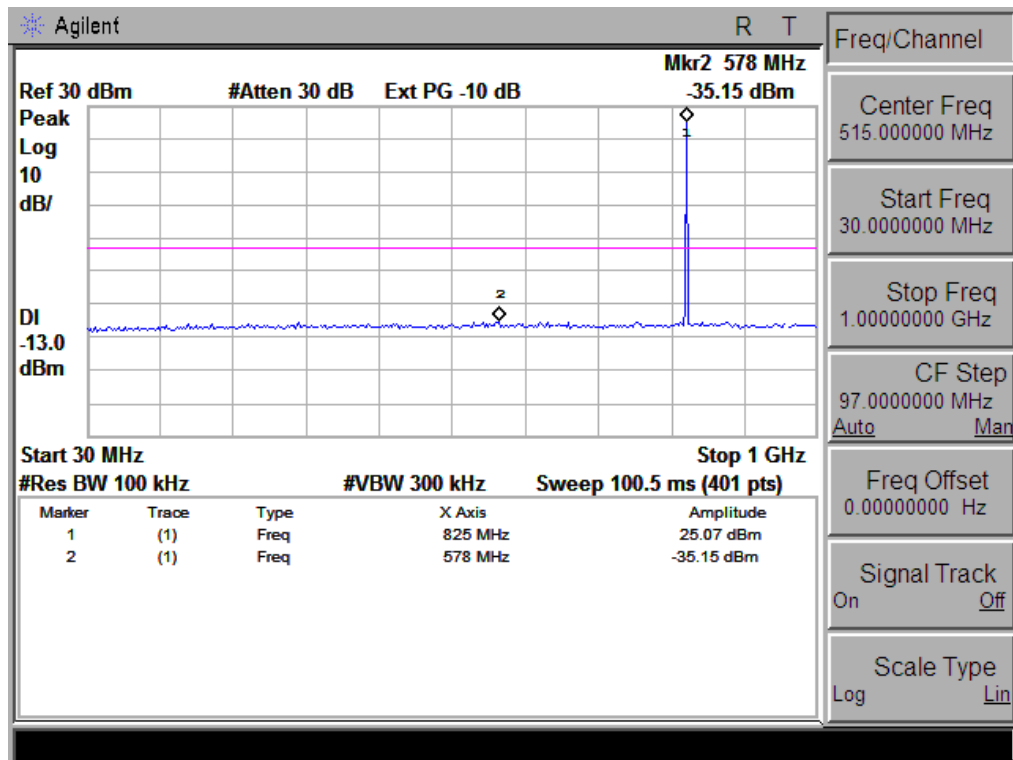 Agilent R T
Mkr2 578 MHz
Ref 30 dBm #Atten 30 dB Ext PG -10 dB -35.15 dBm
Peak
Log
10
dB/
1
2
DI
-13.0
dBm
Start 30 MHz Stop 1 GHz
#Res BW 100 kHz #VBW 300 kHz Sweep 100.5 ms (401 pts)
Marker Trace Type X Axis Amplitude
1 (1) Freq 825 MHz 25.07 dBm
2 (1) Freq 578 MHz -35.15 dBm
Freq/Channel
Center Freq
515.000000 MHz
Start Freq
30.0000000 MHz
Stop Freq
1.00000000 GHz
CF Step
97.0000000 MHz
Auto Man
Freq Offset
0.00000000 Hz
Signal Track
On Off
Scale Type
Log Lin